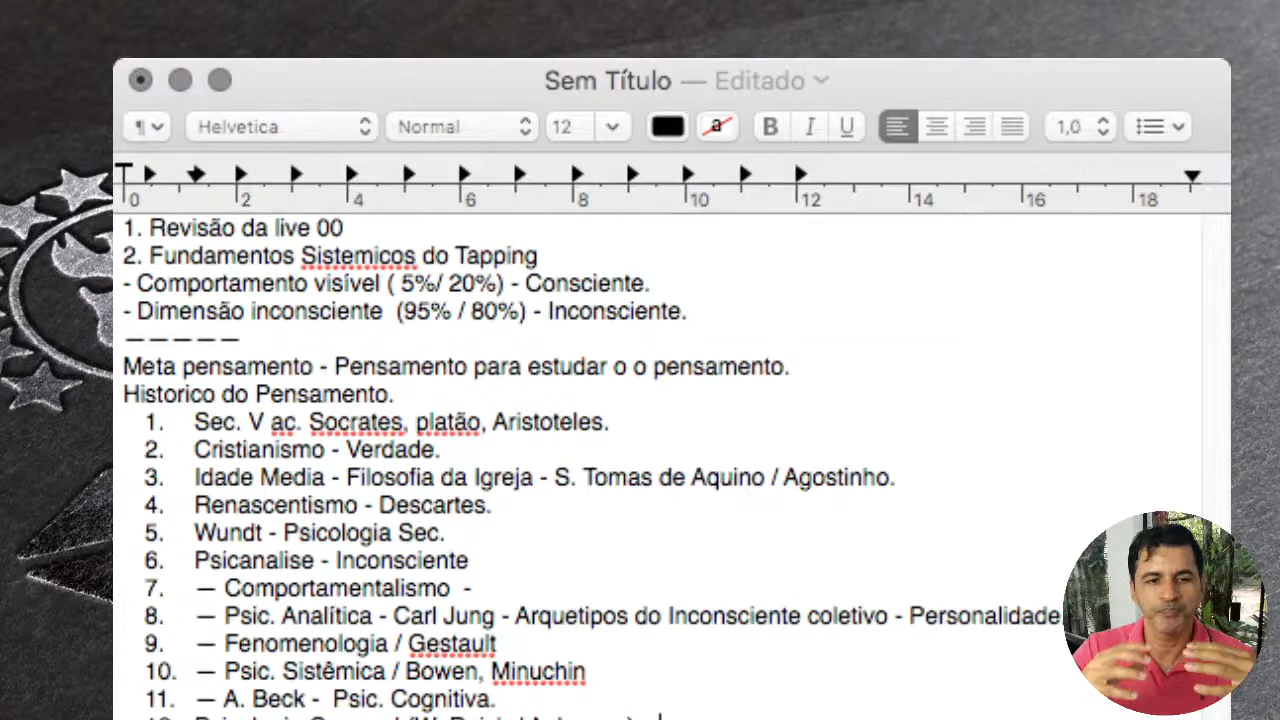 Sem Título — Editado
¶ Helvetica Normal 12 a B I U 1,0
0 2 4 6 8 10 12 14 16 18
1. Revisão da live 00
2. Fundamentos Sistemicos do Tapping
- Comportamento visível ( 5%/ 20%) - Consciente.
- Dimensão inconsciente  (95% / 80%) - Inconsciente.
—————
Meta pensamento - Pensamento para estudar o o pensamento.
Historico do Pensamento.
1. Sec. V ac. Socrates, platão, Aristoteles.
2. Cristianismo - Verdade.
3. Idade Media - Filosofia da Igreja - S. Tomas de Aquino / Agostinho.
4. Renascentismo - Descartes.
5. Wundt - Psicologia Sec.
6. Psicanalise - Inconsciente
7. — Comportamentalismo  -
8. — Psic. Analítica - Carl Jung - Arquetipos do Inconsciente coletivo - Personalidade
9. — Fenomenologia / Gestault
10. — Psic. Sistêmica / Bowen, Minuchin
11. — A. Beck -  Psic. Cognitiva.